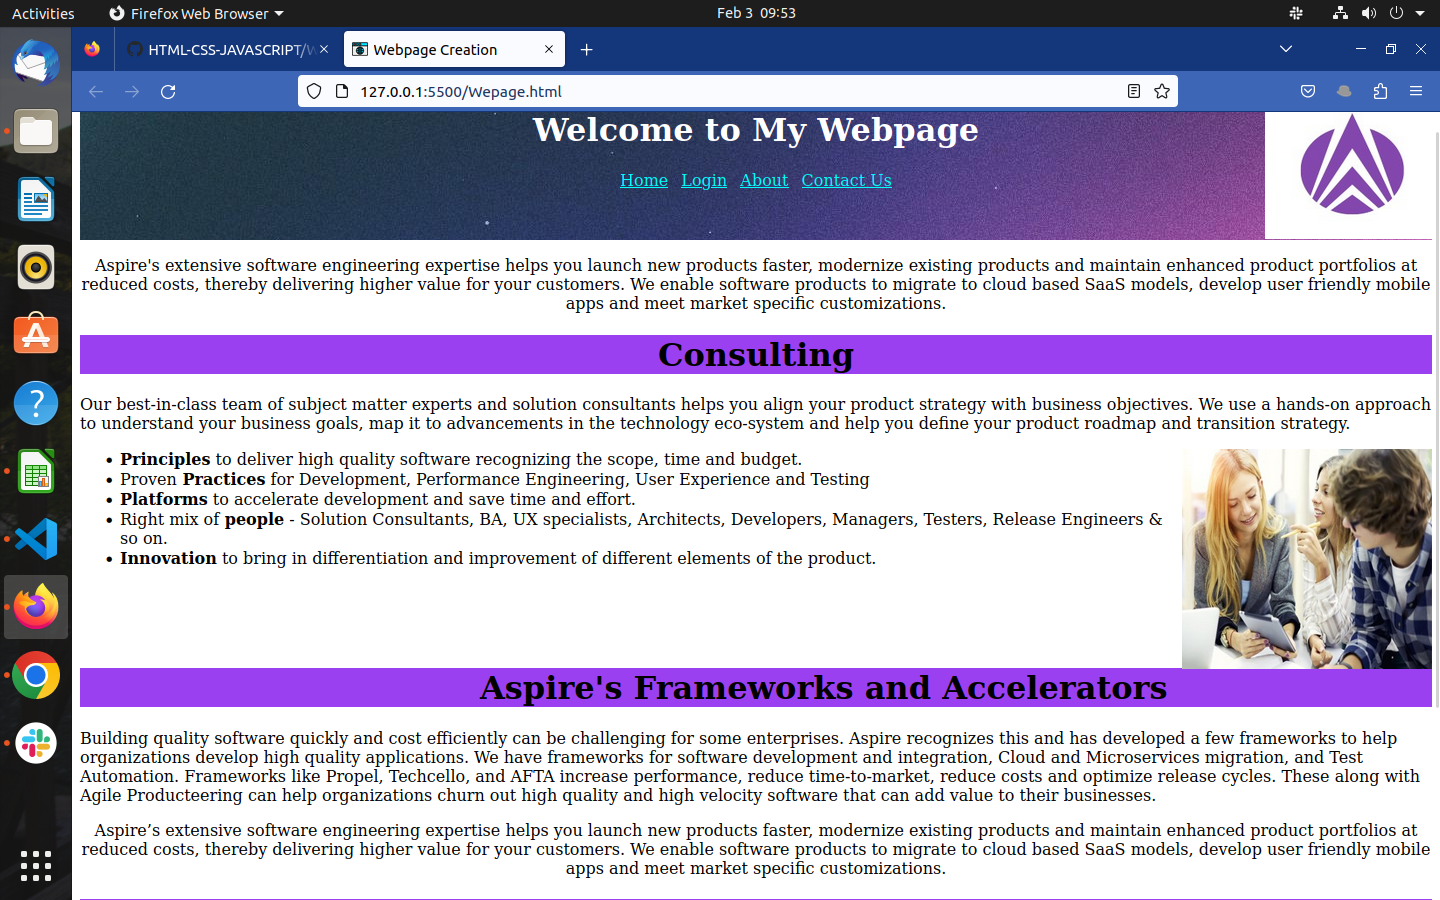 Activities Firefox Web Browser Feb 3 09:53
HTML-CSS-JAVASCRIPT/W Webpage Creation
127.0.0.1:5500/Wepage.html
Welcome to My Webpage
Home Login About Contact Us
Aspire's extensive software engineering expertise helps you launch new products faster, modernize existing products and maintain enhanced product portfolios at
reduced costs, thereby delivering higher value for your customers. We enable software products to migrate to cloud based SaaS models, develop user friendly mobile
apps and meet market specific customizations.
Consulting
Our best-in-class team of subject matter experts and solution consultants helps you align your product strategy with business objectives. We use a hands-on approach
to understand your business goals, map it to advancements in the technology eco-system and help you define your product roadmap and transition strategy.
• Principles to deliver high quality software recognizing the scope, time and budget.
• Proven Practices for Development, Performance Engineering, User Experience and Testing
• Platforms to accelerate development and save time and effort.
• Right mix of people - Solution Consultants, BA, UX specialists, Architects, Developers, Managers, Testers, Release Engineers &
so on.
• Innovation to bring in differentiation and improvement of different elements of the product.
Aspire's Frameworks and Accelerators
Building quality software quickly and cost efficiently can be challenging for some enterprises. Aspire recognizes this and has developed a few frameworks to help
organizations develop high quality applications. We have frameworks for software development and integration, Cloud and Microservices migration, and Test
Automation. Frameworks like Propel, Techcello, and AFTA increase performance, reduce time-to-market, reduce costs and optimize release cycles. These along with
Agile Producteering can help organizations churn out high quality and high velocity software that can add value to their businesses.
Aspire’s extensive software engineering expertise helps you launch new products faster, modernize existing products and maintain enhanced product portfolios at
reduced costs, thereby delivering higher value for your customers. We enable software products to migrate to cloud based SaaS models, develop user friendly mobile
apps and meet market specific customizations.